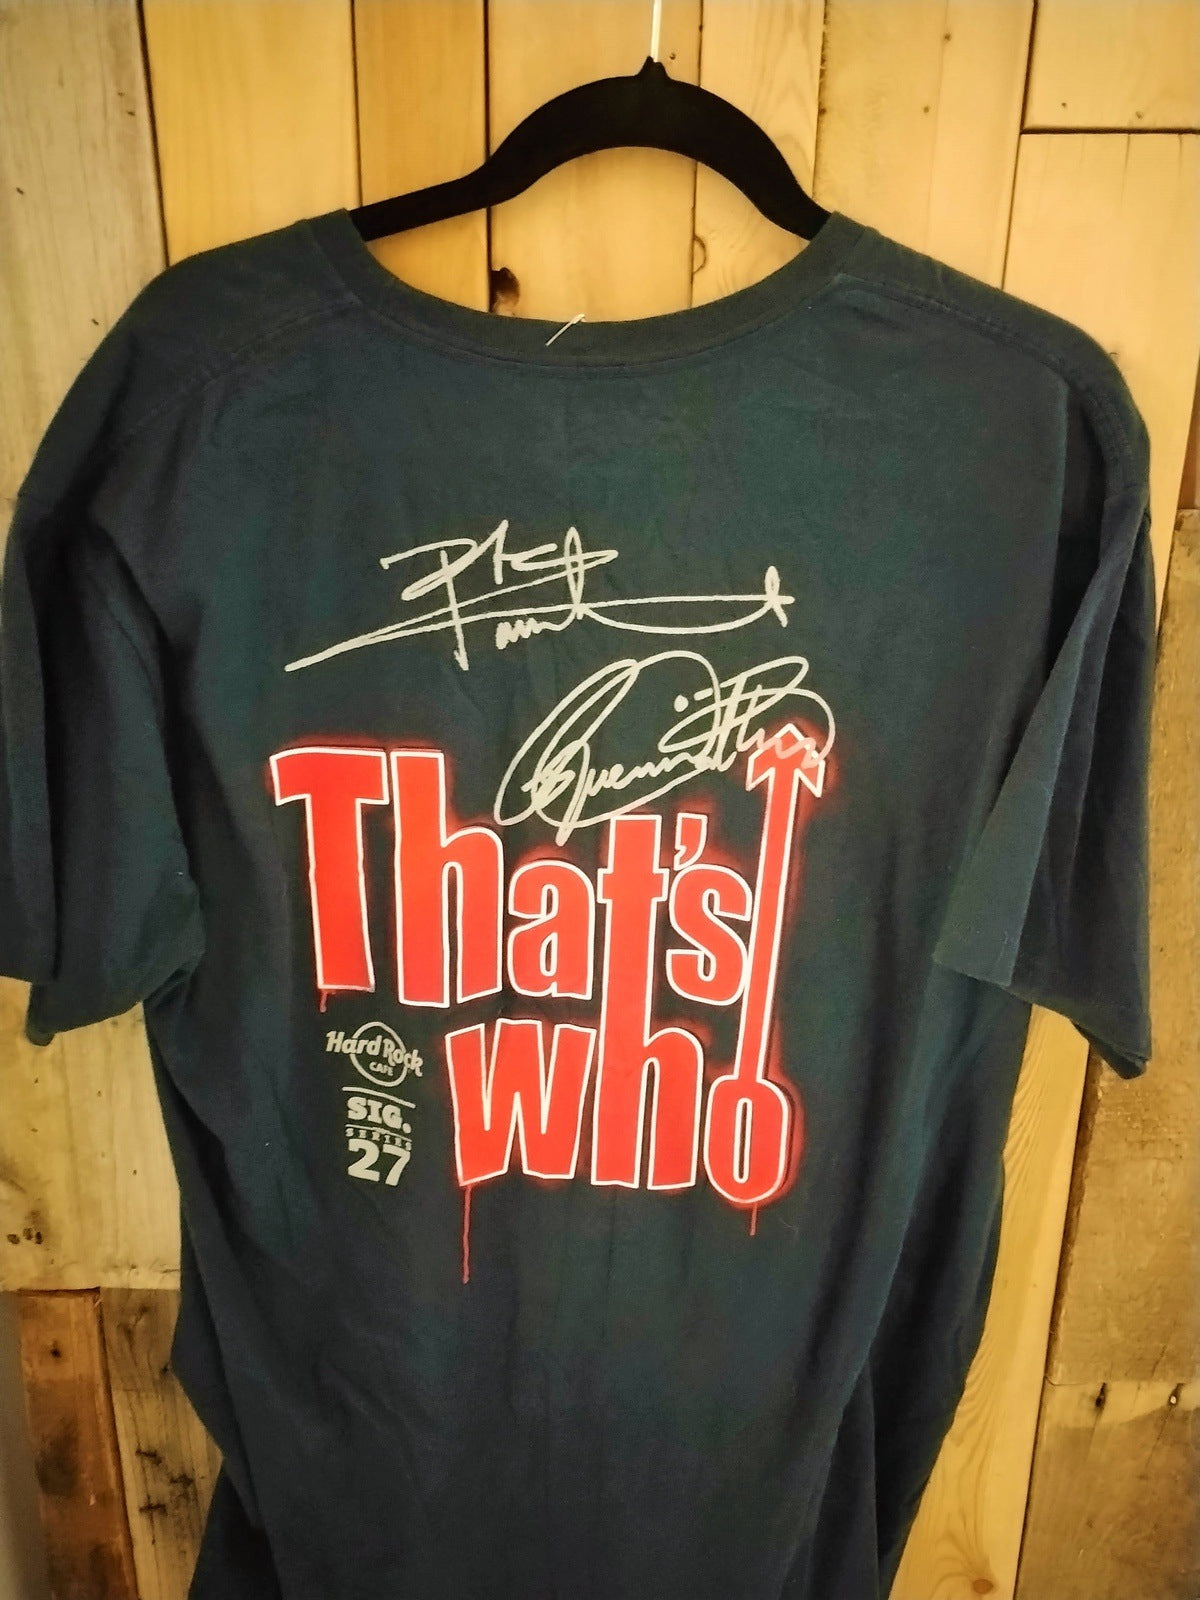 That's
who
Hard Rock
CAFE
SIG.
SERIES
27